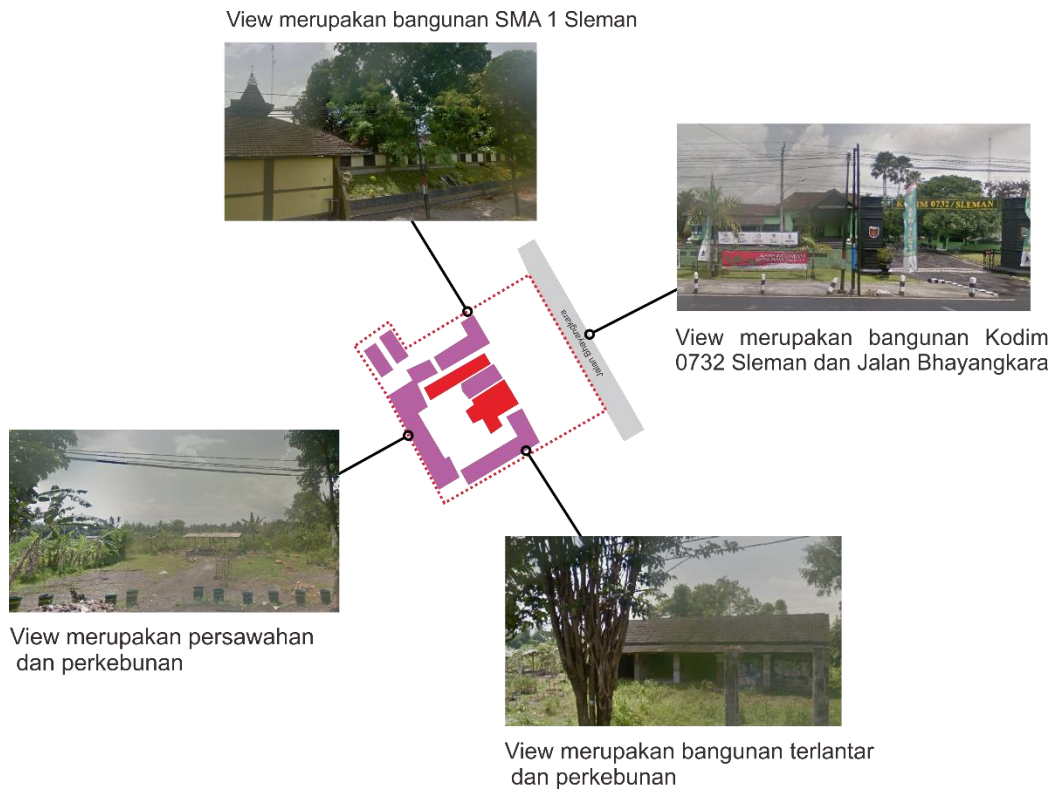 View merupakan bangunan SMA 1 Sleman
KODIM 0732/SLEMAN
View merupakan bangunan Kodim
0732 Sleman dan Jalan Bhayangkara
Jalan Bhayangkara
View merupakan persawahan
dan perkebunan
View merupakan bangunan terlantar
dan perkebunan